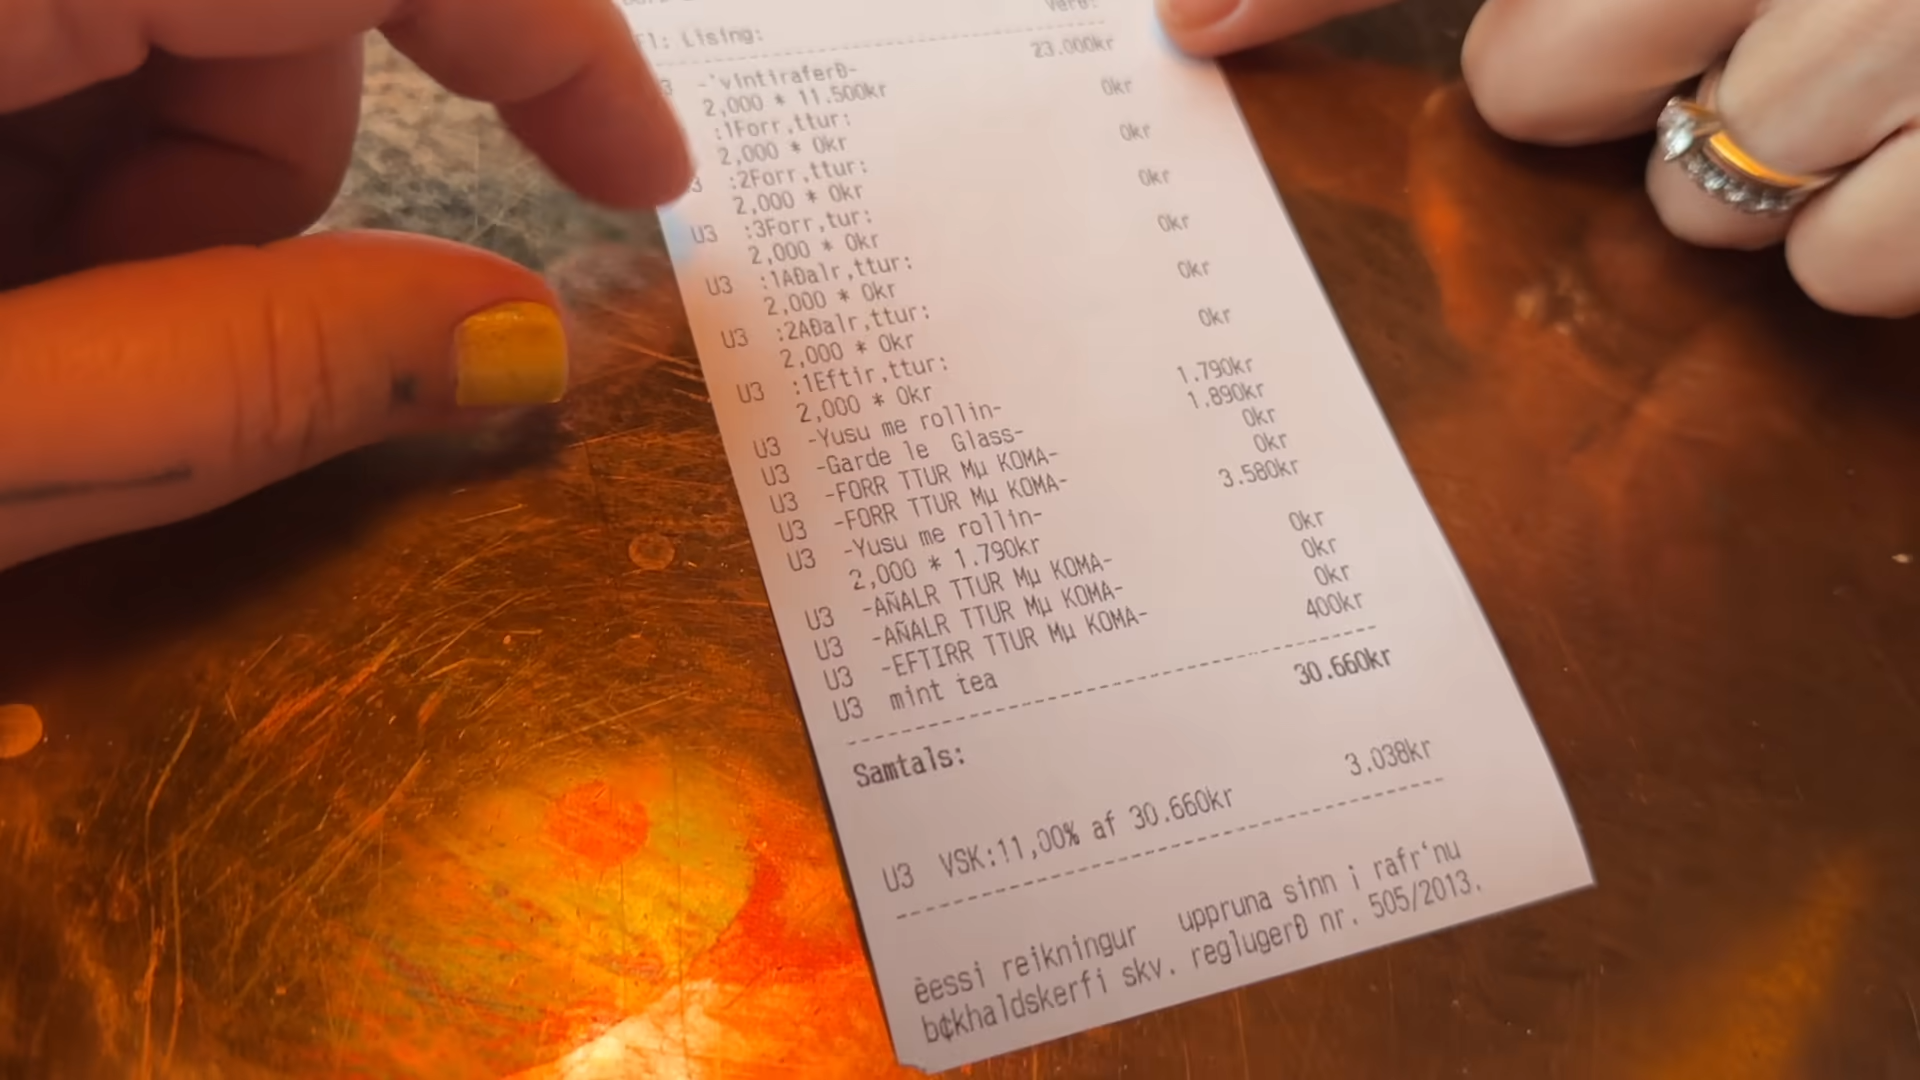 Verð:
F1: Lising:
-'vintiraferÐ- 23.000kr
2,000 * 11.500kr
:1Forr,ttur: 0kr
2,000 * 0kr
:2Forr,ttur: 0kr
2,000 * 0kr
U3 :3Forr,tur: 0kr
2,000 * 0kr
U3 :1AÐalr,ttur: 0kr
2,000 * 0kr
U3 :2AÐalr,ttur: 0kr
2,000 * 0kr
U3 :1Eftir,ttur: 0kr
2,000 * 0kr
U3 -Yusu me rollin- 1.790kr
U3 -Garde le Glass- 1.890kr
U3 -FORR TTUR Mµ KOMA- 0kr
U3 -FORR TTUR Mµ KOMA- 0kr
U3 -Yusu me rollin- 3.580kr
2,000 * 1.790kr
U3 -AÑALR TTUR Mµ KOMA- 0kr
U3 -AÑALR TTUR Mµ KOMA- 0kr
U3 -EFTIRR TTUR Mµ KOMA- 0kr
U3 mint tea 400kr
Samtals: 30.660kr
U3 VSK:11,00% af 30.660kr 3.038kr
èessi reikningur uppruna sinn i rafr'nu
b¢khaldskerfi skv. reglugerÐ nr. 505/2013.